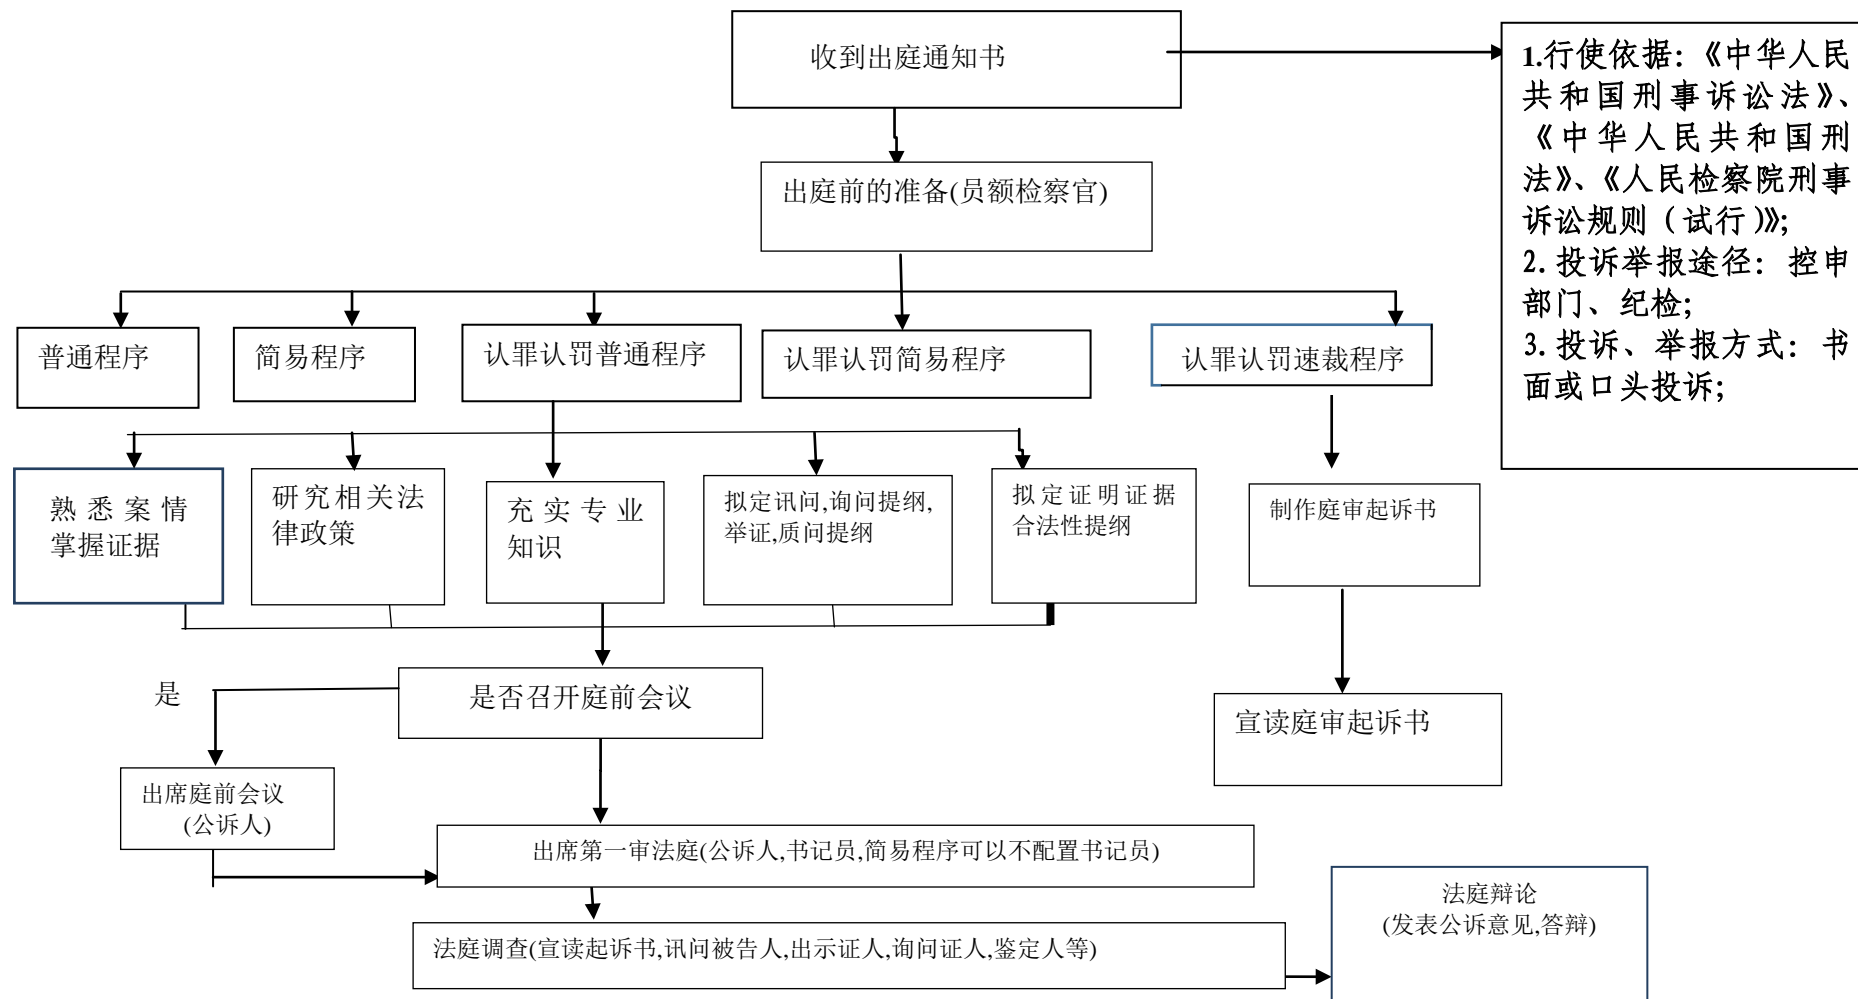 收到出庭通知书
1.行使依据：《中华人民
共和国刑事诉讼法》、
《中华人民共和国刑
法》、《人民检察院刑事
诉讼规则（试行）》；
2. 投诉举报途径：控申
部门、纪检；
3. 投诉、举报方式：书
面或口头投诉；
出庭前的准备(员额检察官)
普通程序
简易程序
认罪认罚普通程序
认罪认罚简易程序
认罪认罚速裁程序
熟悉案情
掌握证据
研究相关法
律政策
充实专业
知识
拟定讯问,询问提纲,
举证,质问提纲
拟定证明证据
合法性提纲
制作庭审起诉书
是
是否召开庭前会议
宣读庭审起诉书
出席庭前会议
(公诉人)
出席第一审法庭(公诉人,书记员,简易程序可以不配置书记员)
法庭调查(宣读起诉书,讯问被告人,出示证人,询问证人,鉴定人等)
法庭辩论
(发表公诉意见,答辩)